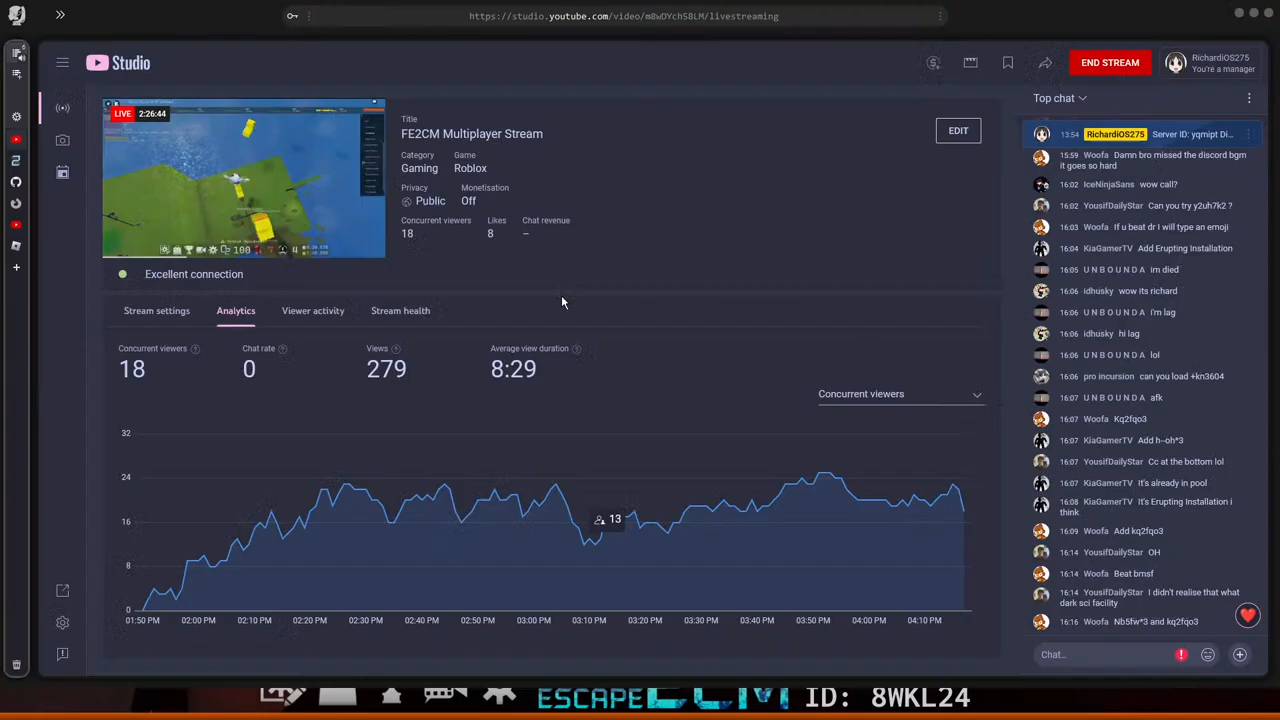 https://studio.youtube.com/video/m8wDYch58LM/livestreaming
Studio
END STREAM
RichardiOS275
You're a manager
LIVE 2:26:44
Title
FE2CM Multiplayer Stream
EDIT
Category Game
Gaming Roblox
Privacy Monetisation
Public Off
Concurrent viewers Likes Chat revenue
18 8 –
100
Excellent connection
Stream settings Analytics Viewer activity Stream health
Concurrent viewers Chat rate Views Average view duration
18 0 279 8:29
Concurrent viewers
32
24
16
8
0
13
01:50 PM 02:00 PM 02:10 PM 02:20 PM 02:30 PM 02:40 PM 02:50 PM 03:00 PM 03:10 PM 03:20 PM 03:30 PM 03:40 PM 03:50 PM 04:00 PM 04:10 PM
Top chat
13:54 RichardiOS275 Server ID: yqmipt Di...
15:59 Woofa Damn bro missed the discord bgm
it goes so hard
16:02 IceNinjaSans wow call?
16:02 YousifDailyStar Can you try y2uh7k2 ?
16:03 Woofa If u beat dr I will type an emoji
16:04 KiaGamerTV Add Erupting Installation
16:05 U N B O U N D A im died
16:06 idhusky wow its richard
16:06 U N B O U N D A i'm lag
16:06 idhusky hi lag
16:06 U N B O U N D A lol
16:06 pro incursion can you load +kn3604
16:07 U N B O U N D A afk
16:07 Woofa Kq2fqo3
16:07 KiaGamerTV Add h--oh*3
16:07 YousifDailyStar Cc at the bottom lol
16:07 KiaGamerTV It's already in pool
16:08 KiaGamerTV It's Erupting Installation i
think
16:09 Woofa Add kq2fqo3
16:14 YousifDailyStar OH
16:14 Woofa Beat bmsf
16:14 YousifDailyStar I didn't realise that what
dark sci facility
16:16 Woofa Nb5fw*3 and kq2fqo3
Chat...
ESCAPE ECM ID: 8WKL24